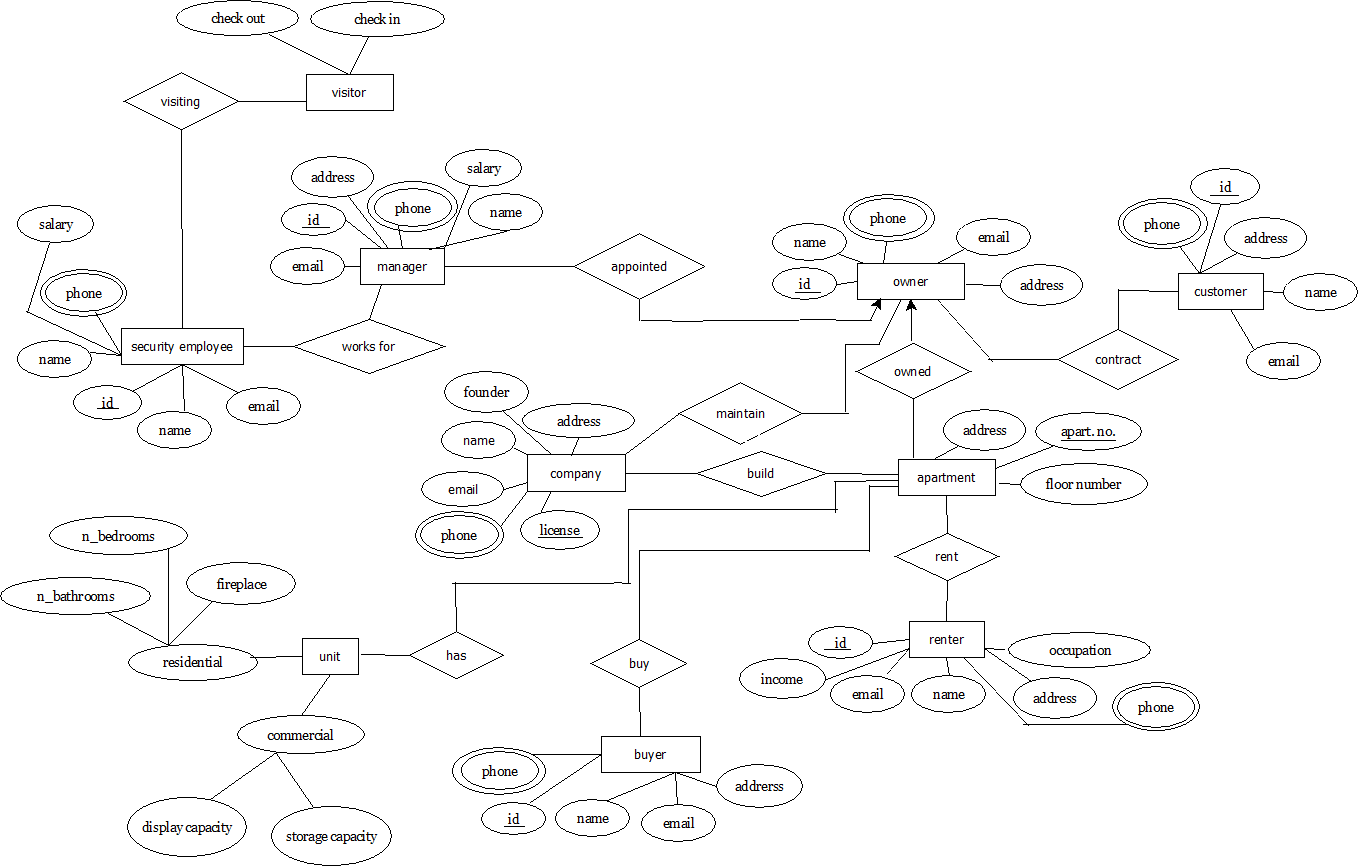 check out
check in
visitor
visiting
address
salary
phone
name
id
email
manager
appointed
salary
phone
name
security employee
id
name
email
works for
phone
name
email
id
owner
address
id
phone
address
customer
name
email
contract
owned
maintain
founder
address
name
company
email
phone
license
build
address
apart. no.
apartment
floor number
rent
n_bedrooms
n_bathrooms
fireplace
residential
unit
has
commercial
display capacity
storage capacity
buy
buyer
phone
id
name
email
addrerss
id
renter
occupation
income
email
name
address
phone